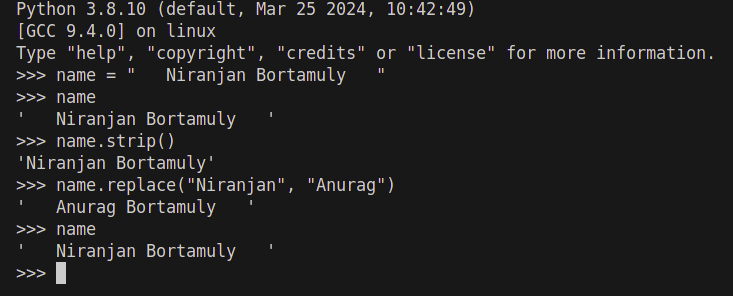 Python 3.8.10 (default, Mar 25 2024, 10:42:49)
[GCC 9.4.0] on linux
Type "help", "copyright", "credits" or "license" for more information.
>>> name = "   Niranjan Bortamuly   "
>>> name
'   Niranjan Bortamuly   '
>>> name.strip()
'Niranjan Bortamuly'
>>> name.replace("Niranjan", "Anurag")
'   Anurag Bortamuly   '
>>> name
'   Niranjan Bortamuly   '
>>>